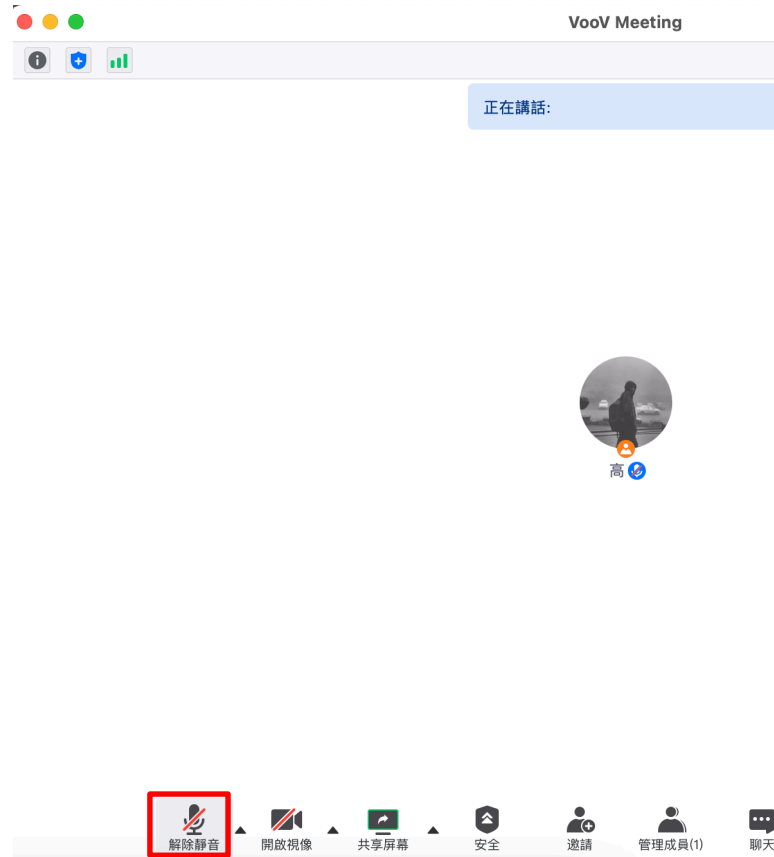 VooV Meeting
正在講話:
高
解除靜音
開啟視像
共享屏幕
安全
邀請
管理成員(1)
聊天